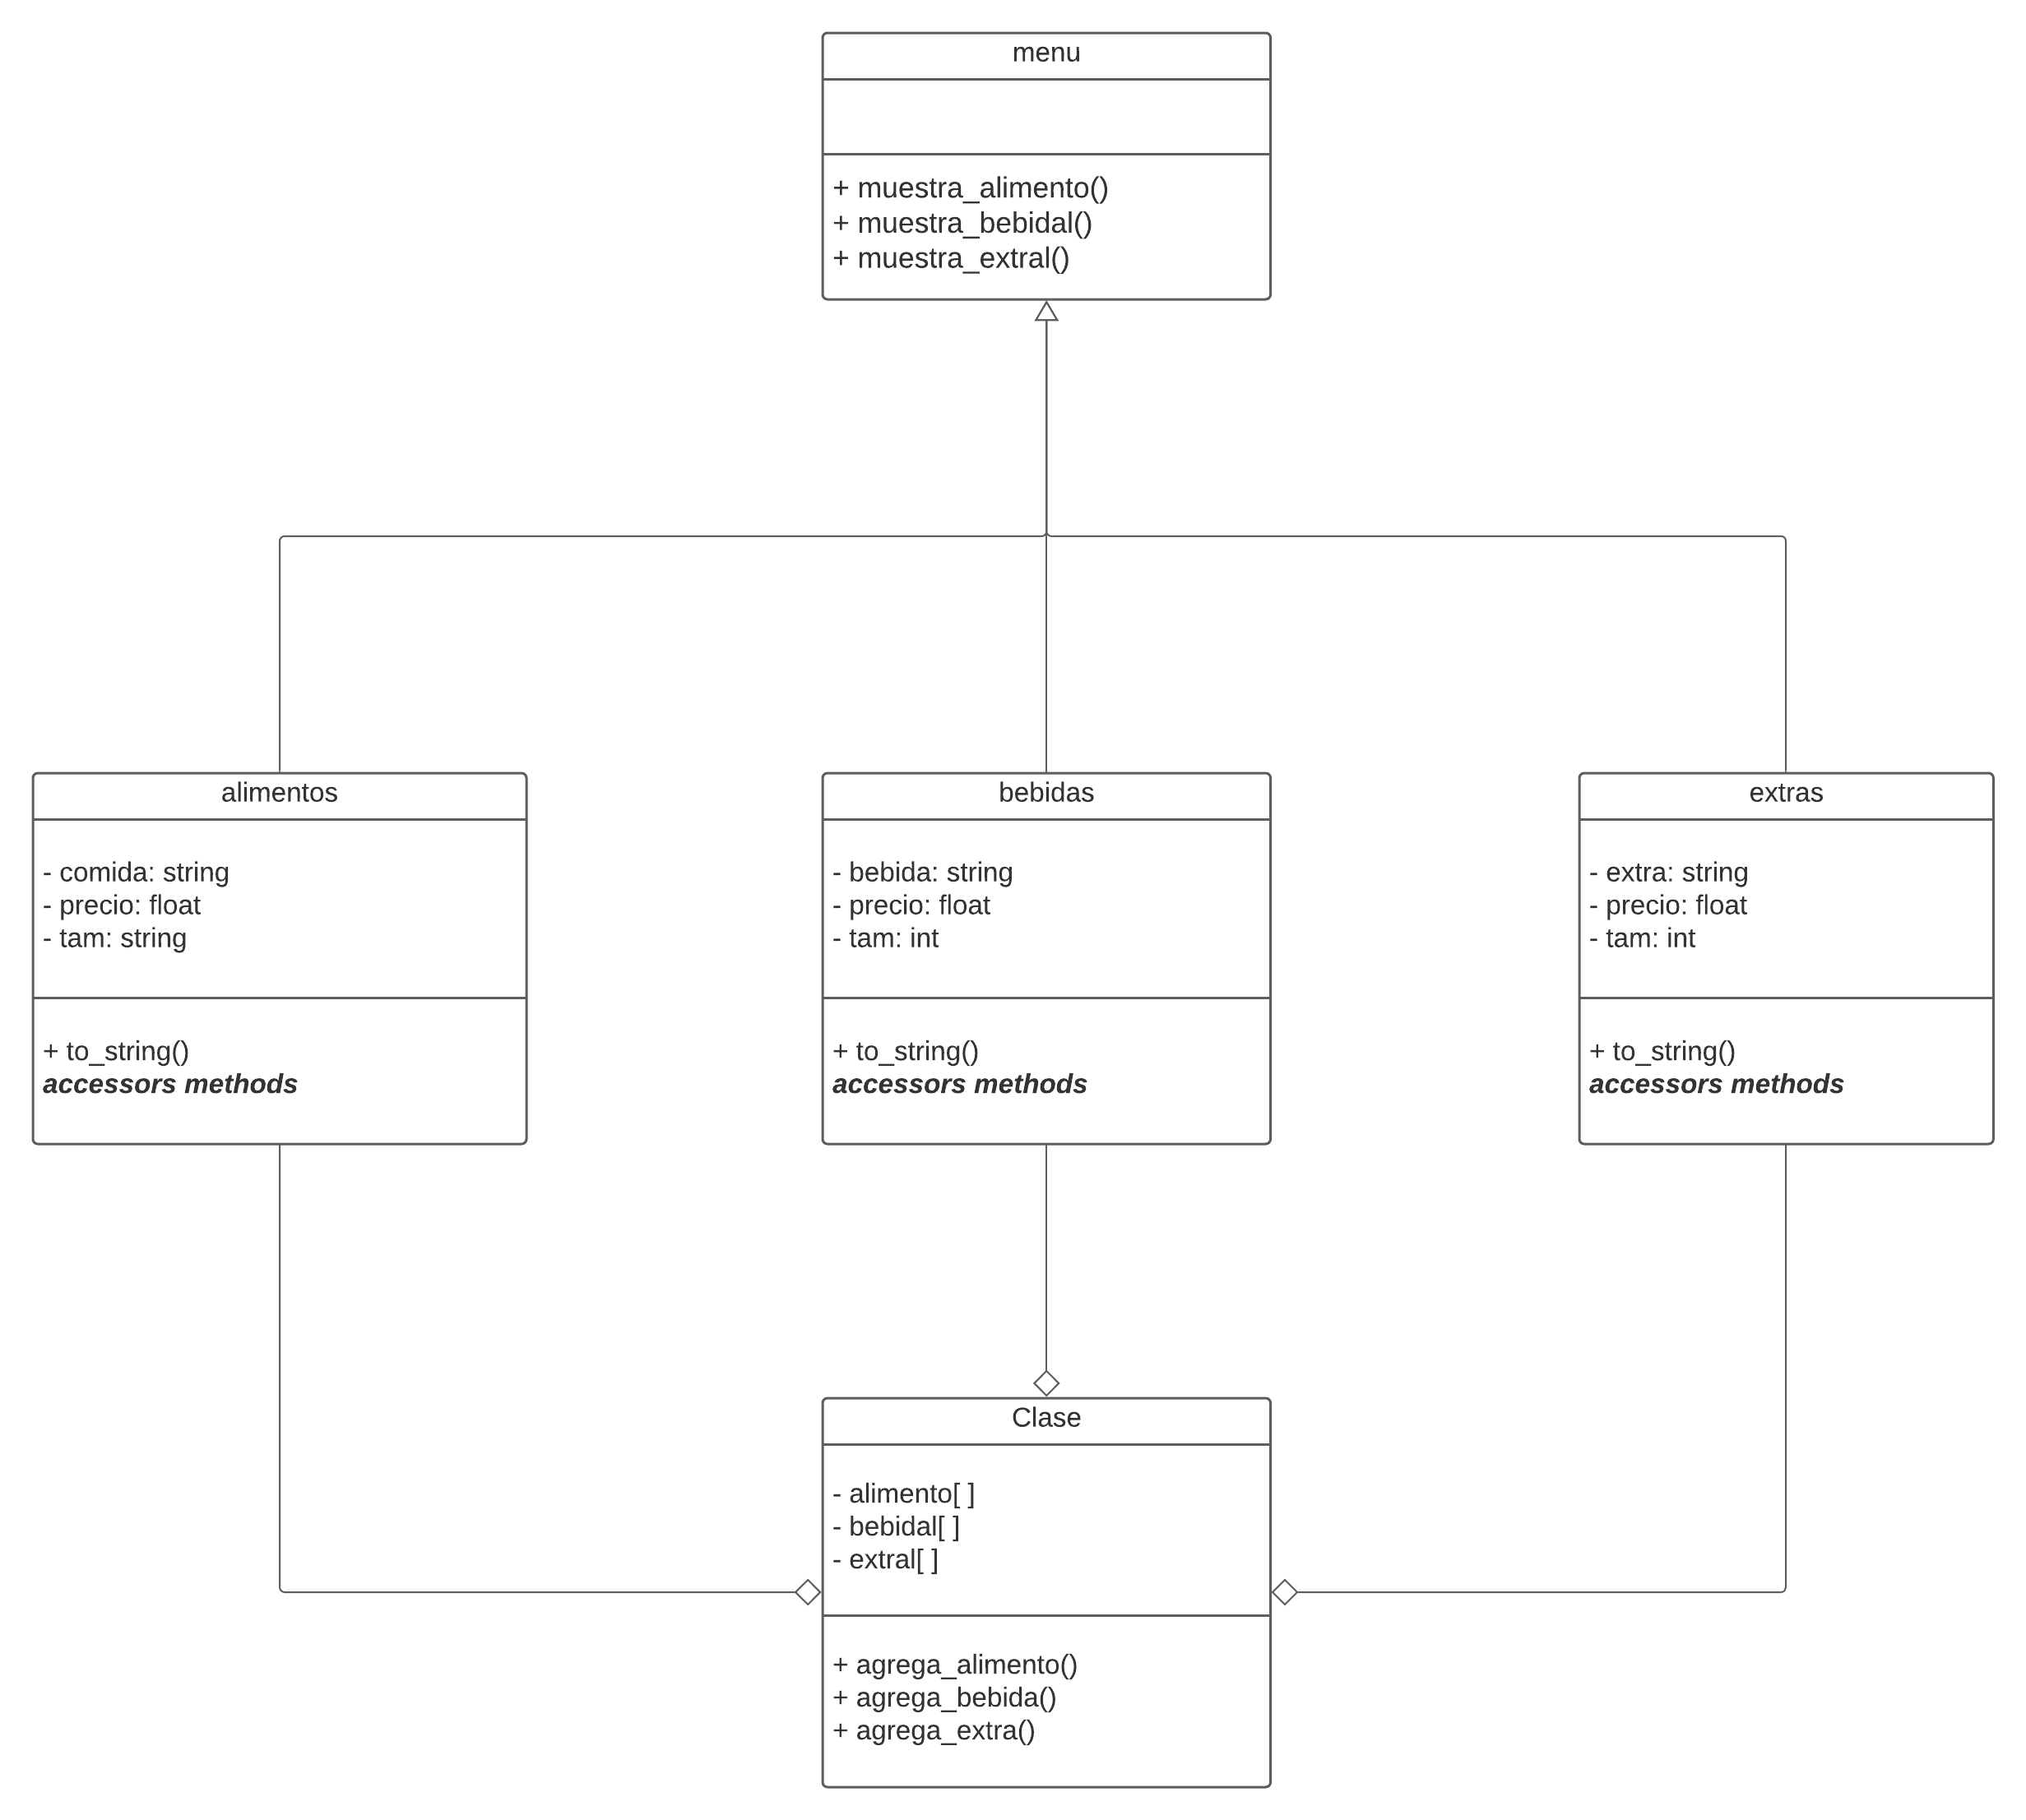 menu
+ muestra_alimento()
+ muestra_bebidal()
+ muestra_extral()
alimentos
- comida: string
- precio: float
- tam: string
+ to_string()
accessors methods
bebidas
- bebida: string
- precio: float
- tam: int
+ to_string()
accessors methods
extras
- extra: string
- precio: float
- tam: int
+ to_string()
accessors methods
Clase
- alimento[ ]
- bebidal[ ]
- extral[ ]
+ agrega_alimento()
+ agrega_bebida()
+ agrega_extra()